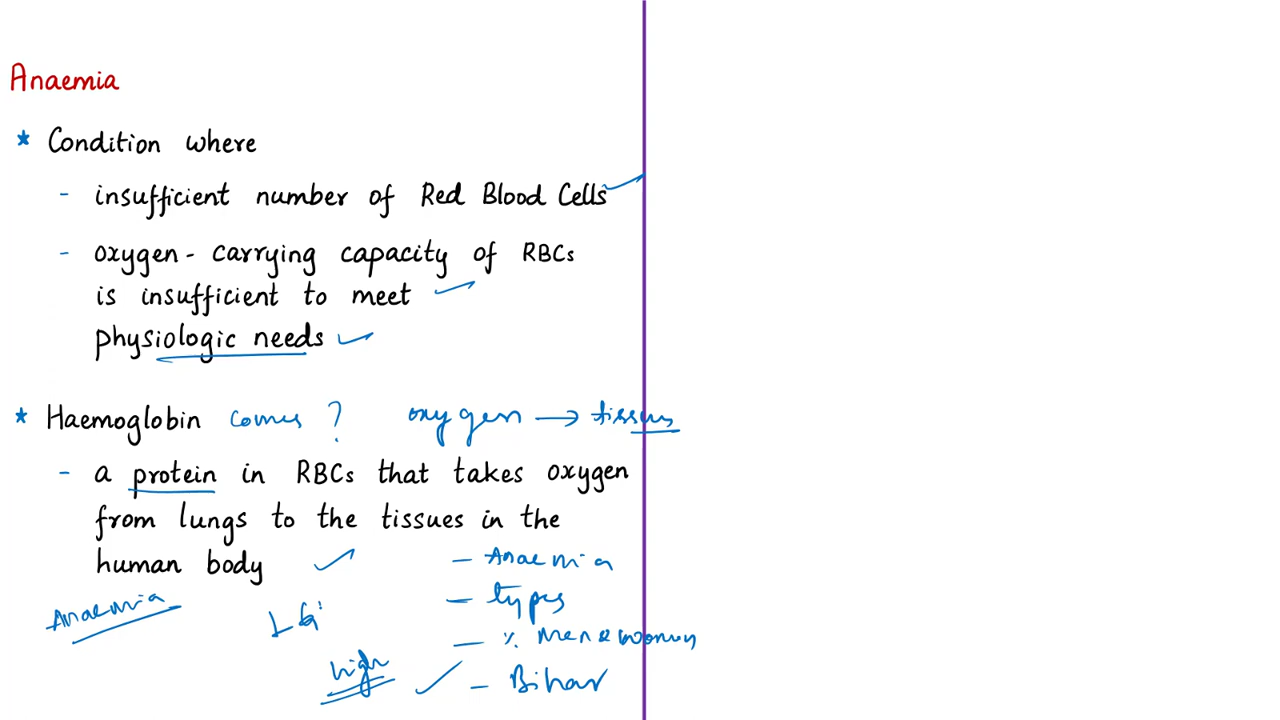 Anaemia
* Condition where
- insufficient number of Red Blood Cells
- oxygen - carrying capacity of RBCs
is insufficient to meet
physiologic needs
* Haemoglobin comes ? oxygen → tissues
- a protein in RBCs that takes oxygen
from lungs to the tissues in the
human body
- Anaemia
Anaemia
- types
- % Men & women
high
- Bihar